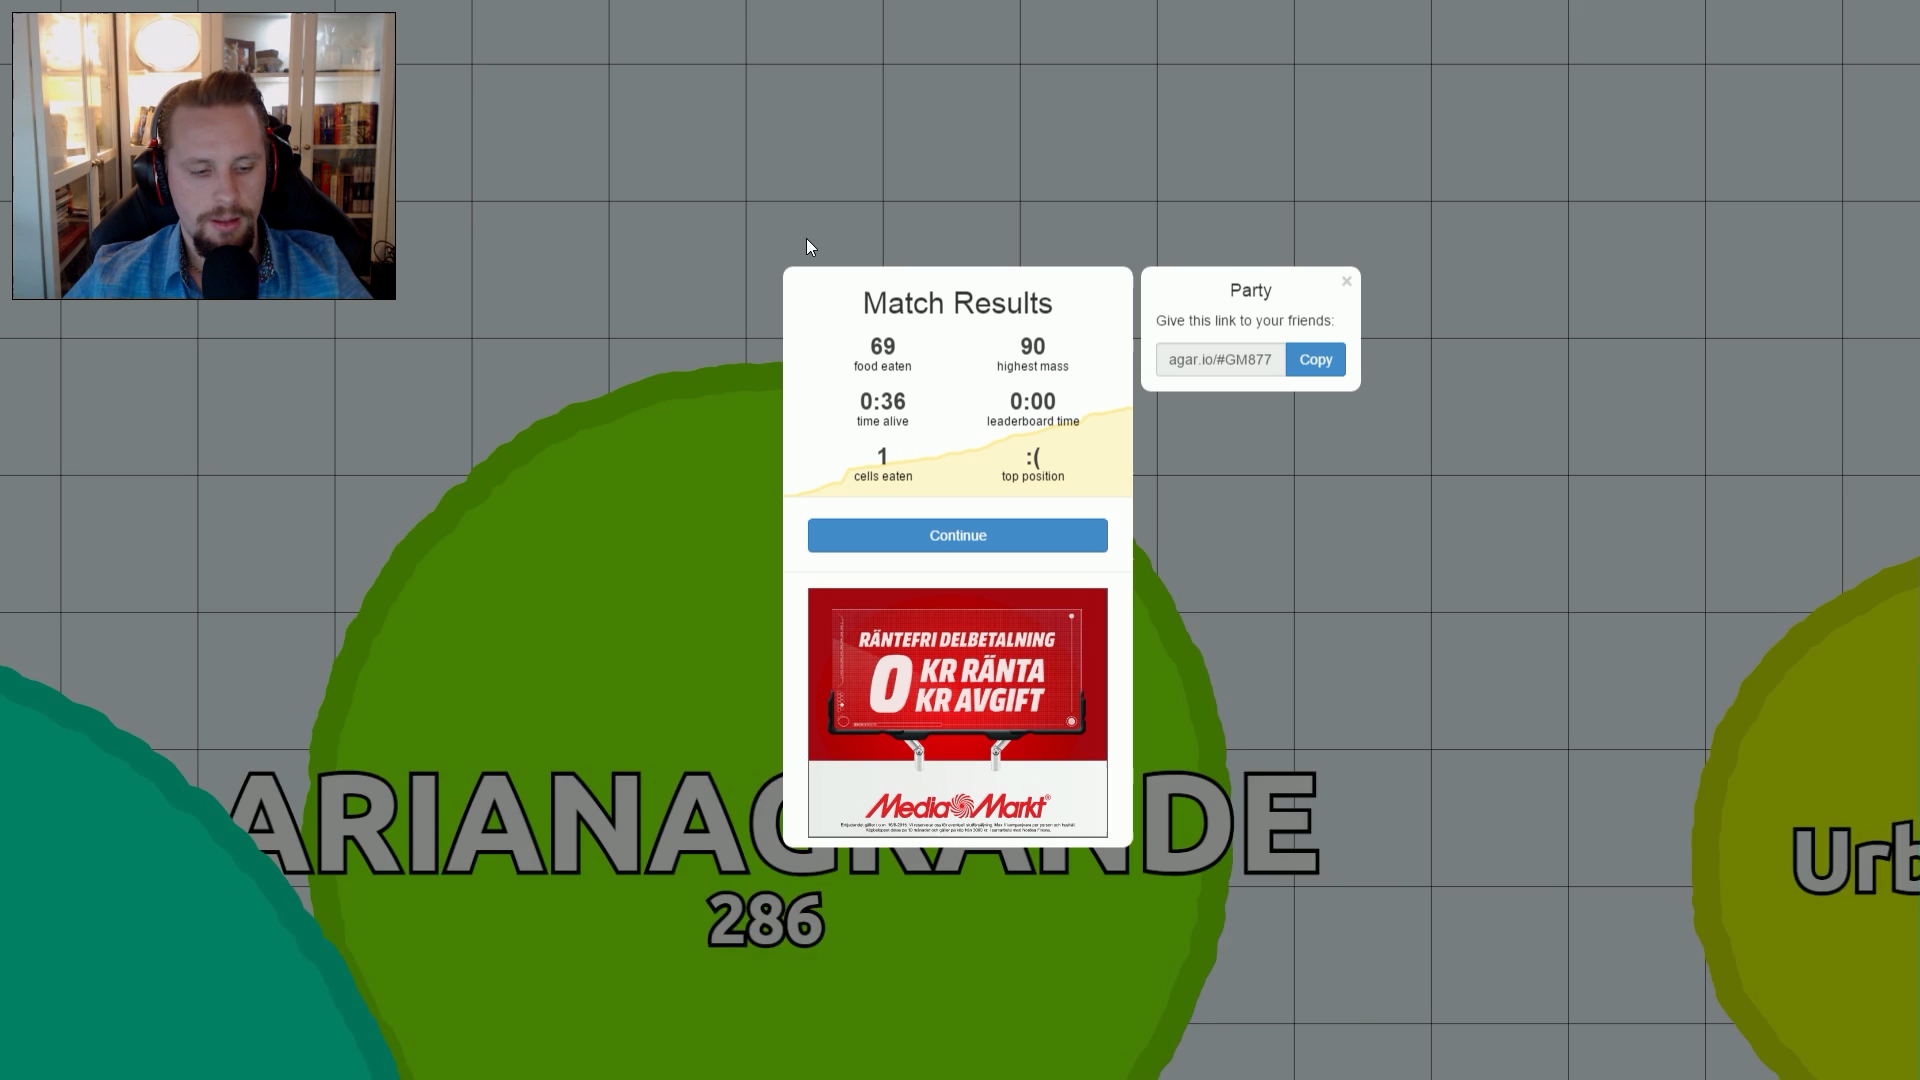 Match Results
69
food eaten
90
highest mass
0:36
time alive
0:00
leaderboard time
1
cells eaten
:(
top position
Continue
Party
×
Give this link to your friends:
agar.io/#GM877
Copy
RÄNTEFRI DELBETALNING
0 KR RÄNTA
KR AVGIFT
Media Markt
ARIANAGRANDE
286
Urb